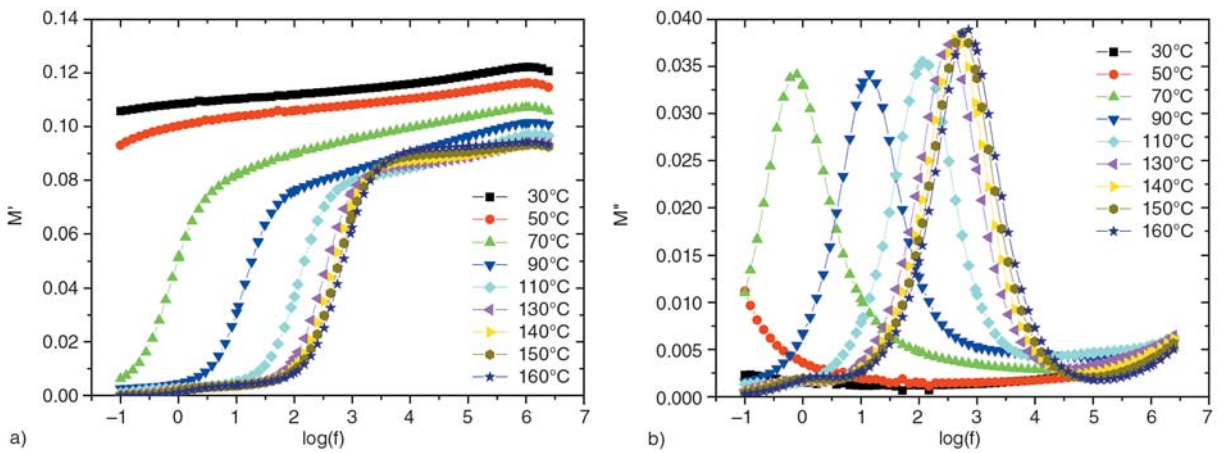 0.14
0.12
0.10
0.08
0.06
0.04
0.02
0.00
M'
–1 0 1 2 3 4 5 6 7
log(f)
30°C
50°C
70°C
90°C
110°C
130°C
140°C
150°C
160°C
a)
0.040
0.035
0.030
0.025
0.020
0.015
0.010
0.005
0.000
M"
–1 0 1 2 3 4 5 6 7
log(f)
30°C
50°C
70°C
90°C
110°C
130°C
140°C
150°C
160°C
b)